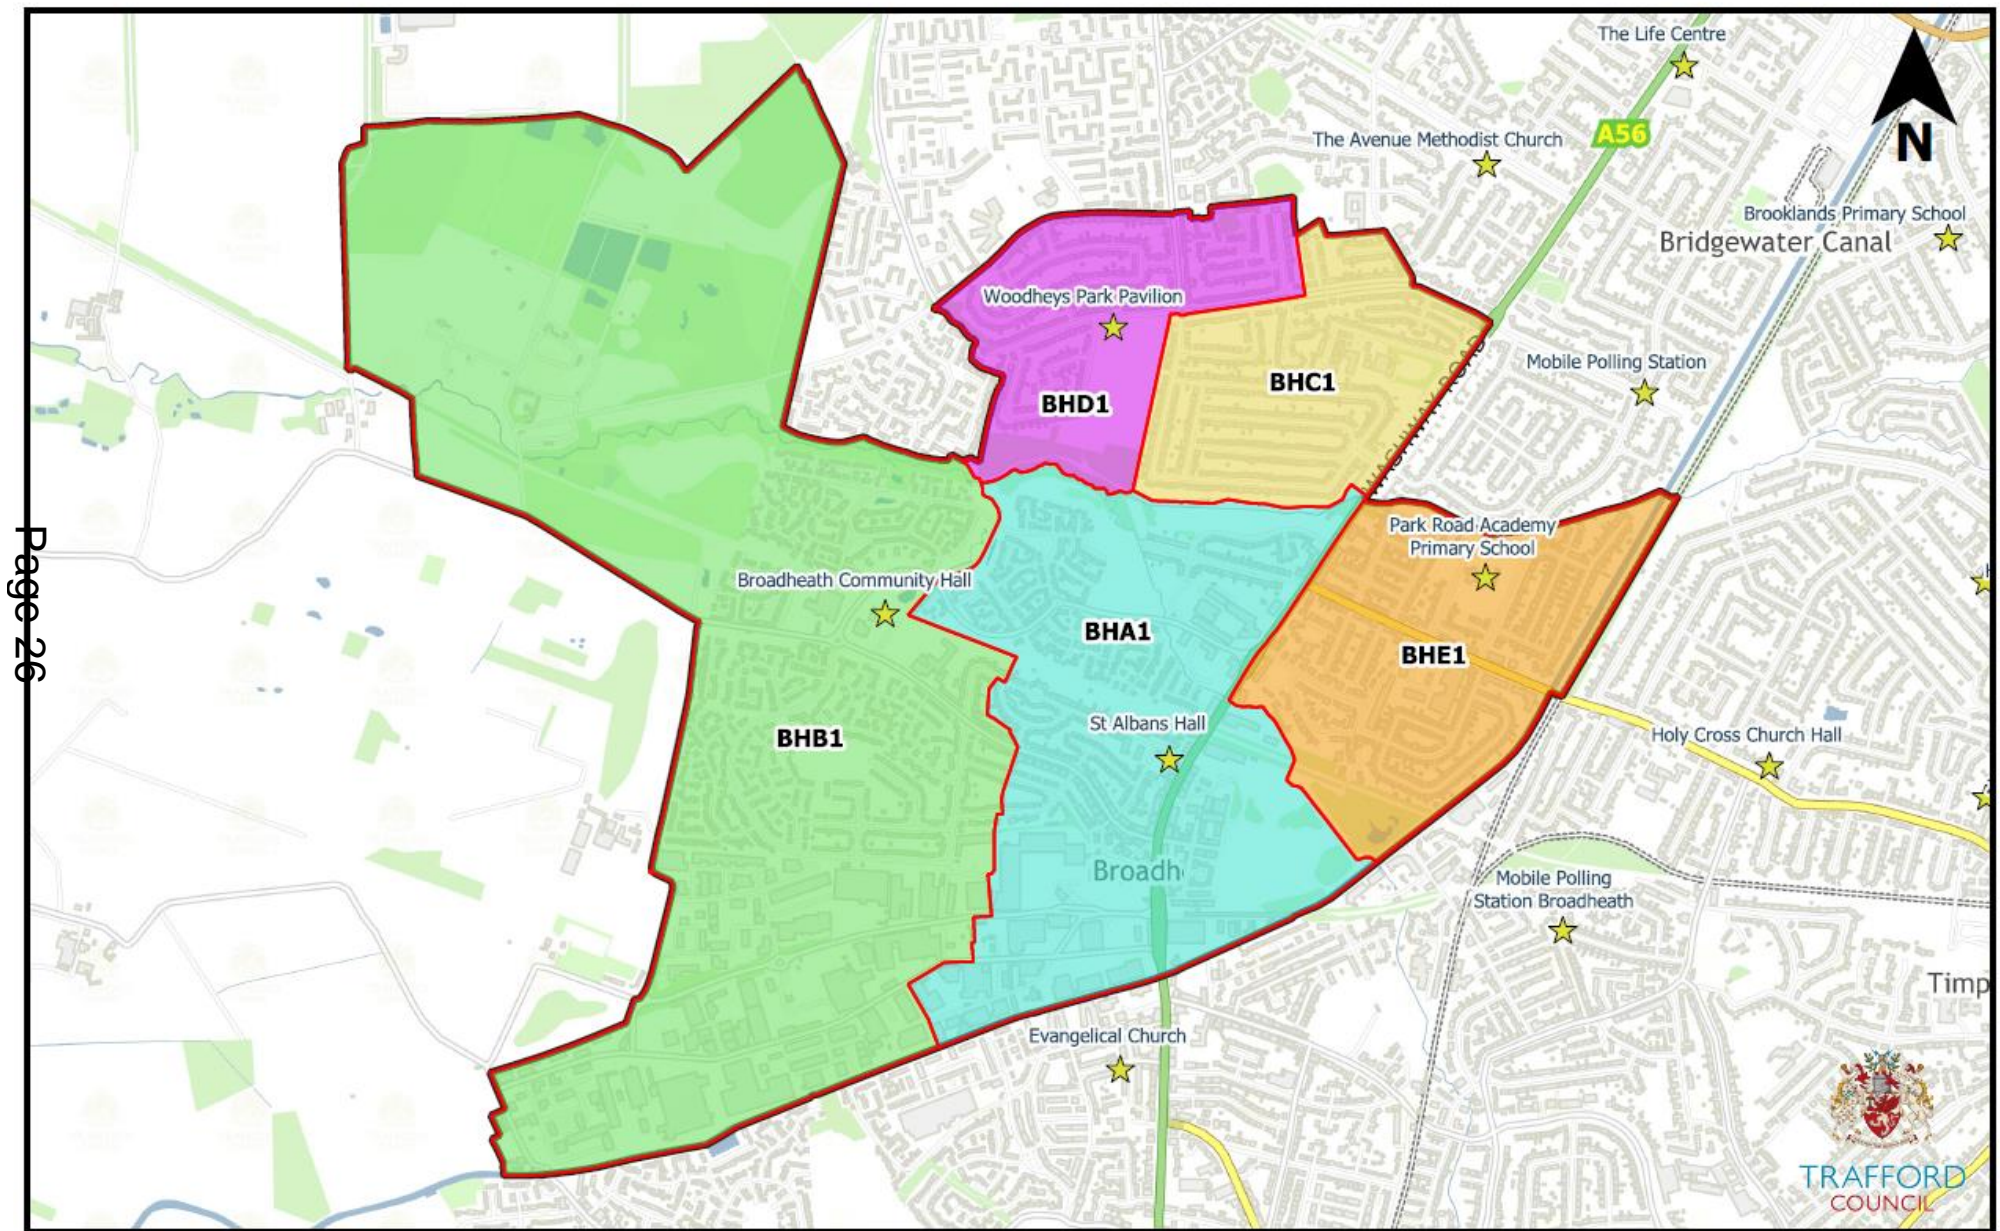 The Life Centre
A56
The Avenue Methodist Church
N
Brooklands Primary School
Bridgewater Canal
Woodheys Park Pavilion
BHC1
BHD1
Mobile Polling Station
WASHWAY ROAD
Park Road Academy
Primary School
Page 26
Broadheath Community Hall
BHA1
BHE1
St Albans Hall
BHB1
Holy Cross Church Hall
Broadh
Mobile Polling
Station Broadheath
Timp
Evangelical Church
TRAFFORD
COUNCIL